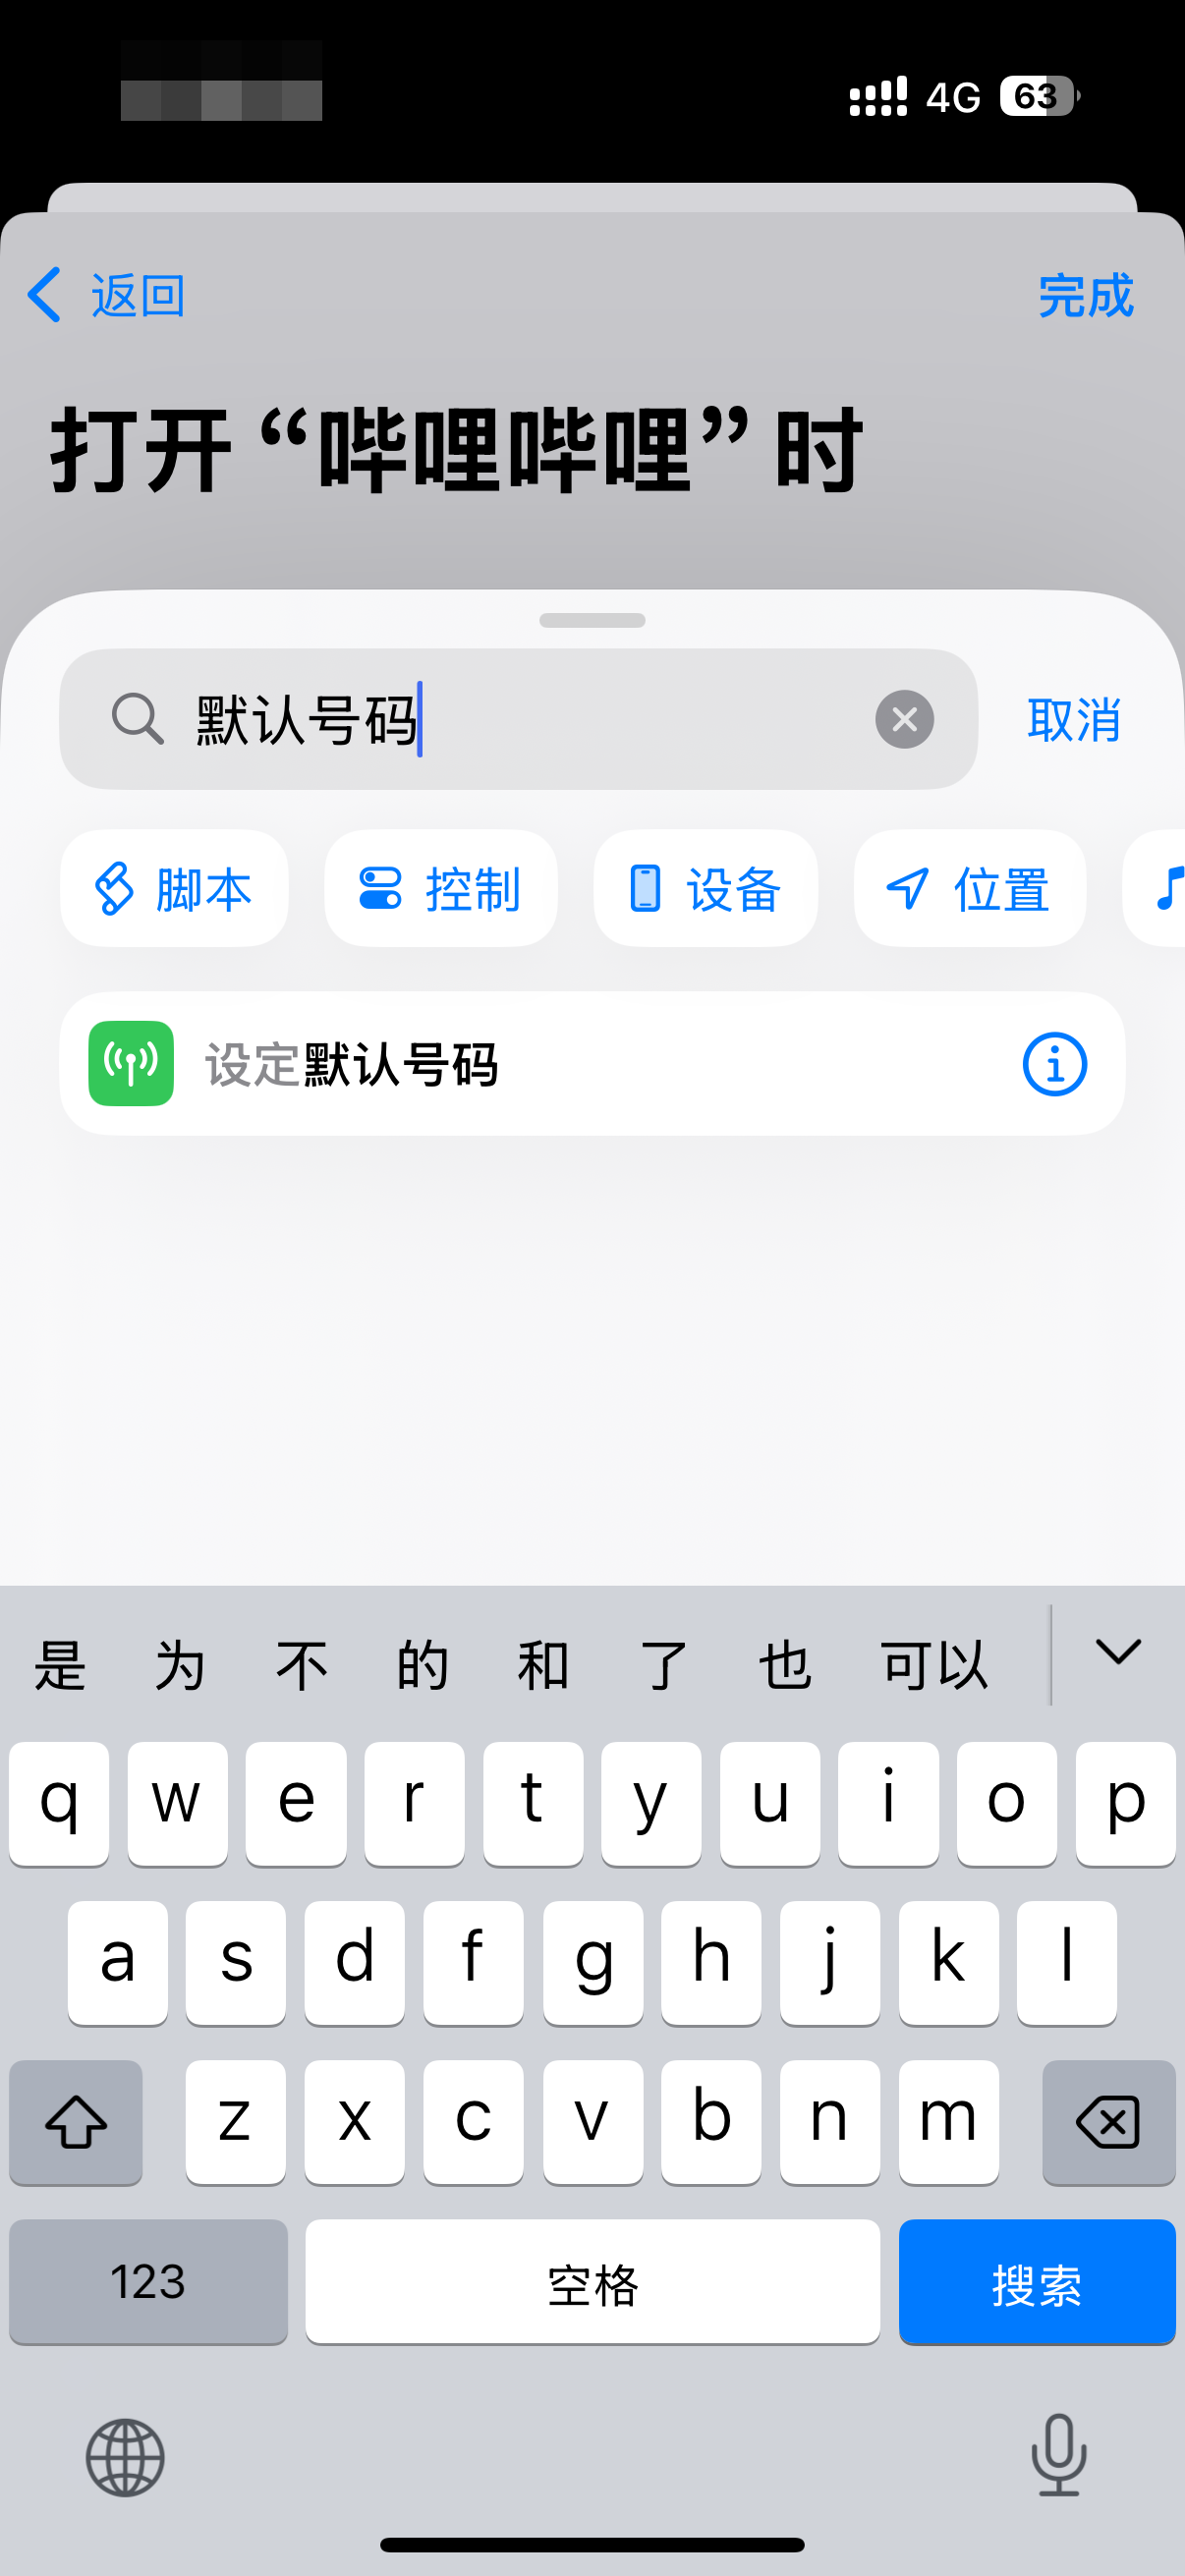 4G 63
返回 完成
打开“哔哩哔哩”时
默认号码 取消
脚本 控制 设备 位置
设定默认号码
是 为 不 的 和 了 也 可以
q w e r t y u i o p
a s d f g h j k l
z x c v b n m
123 空格 搜索